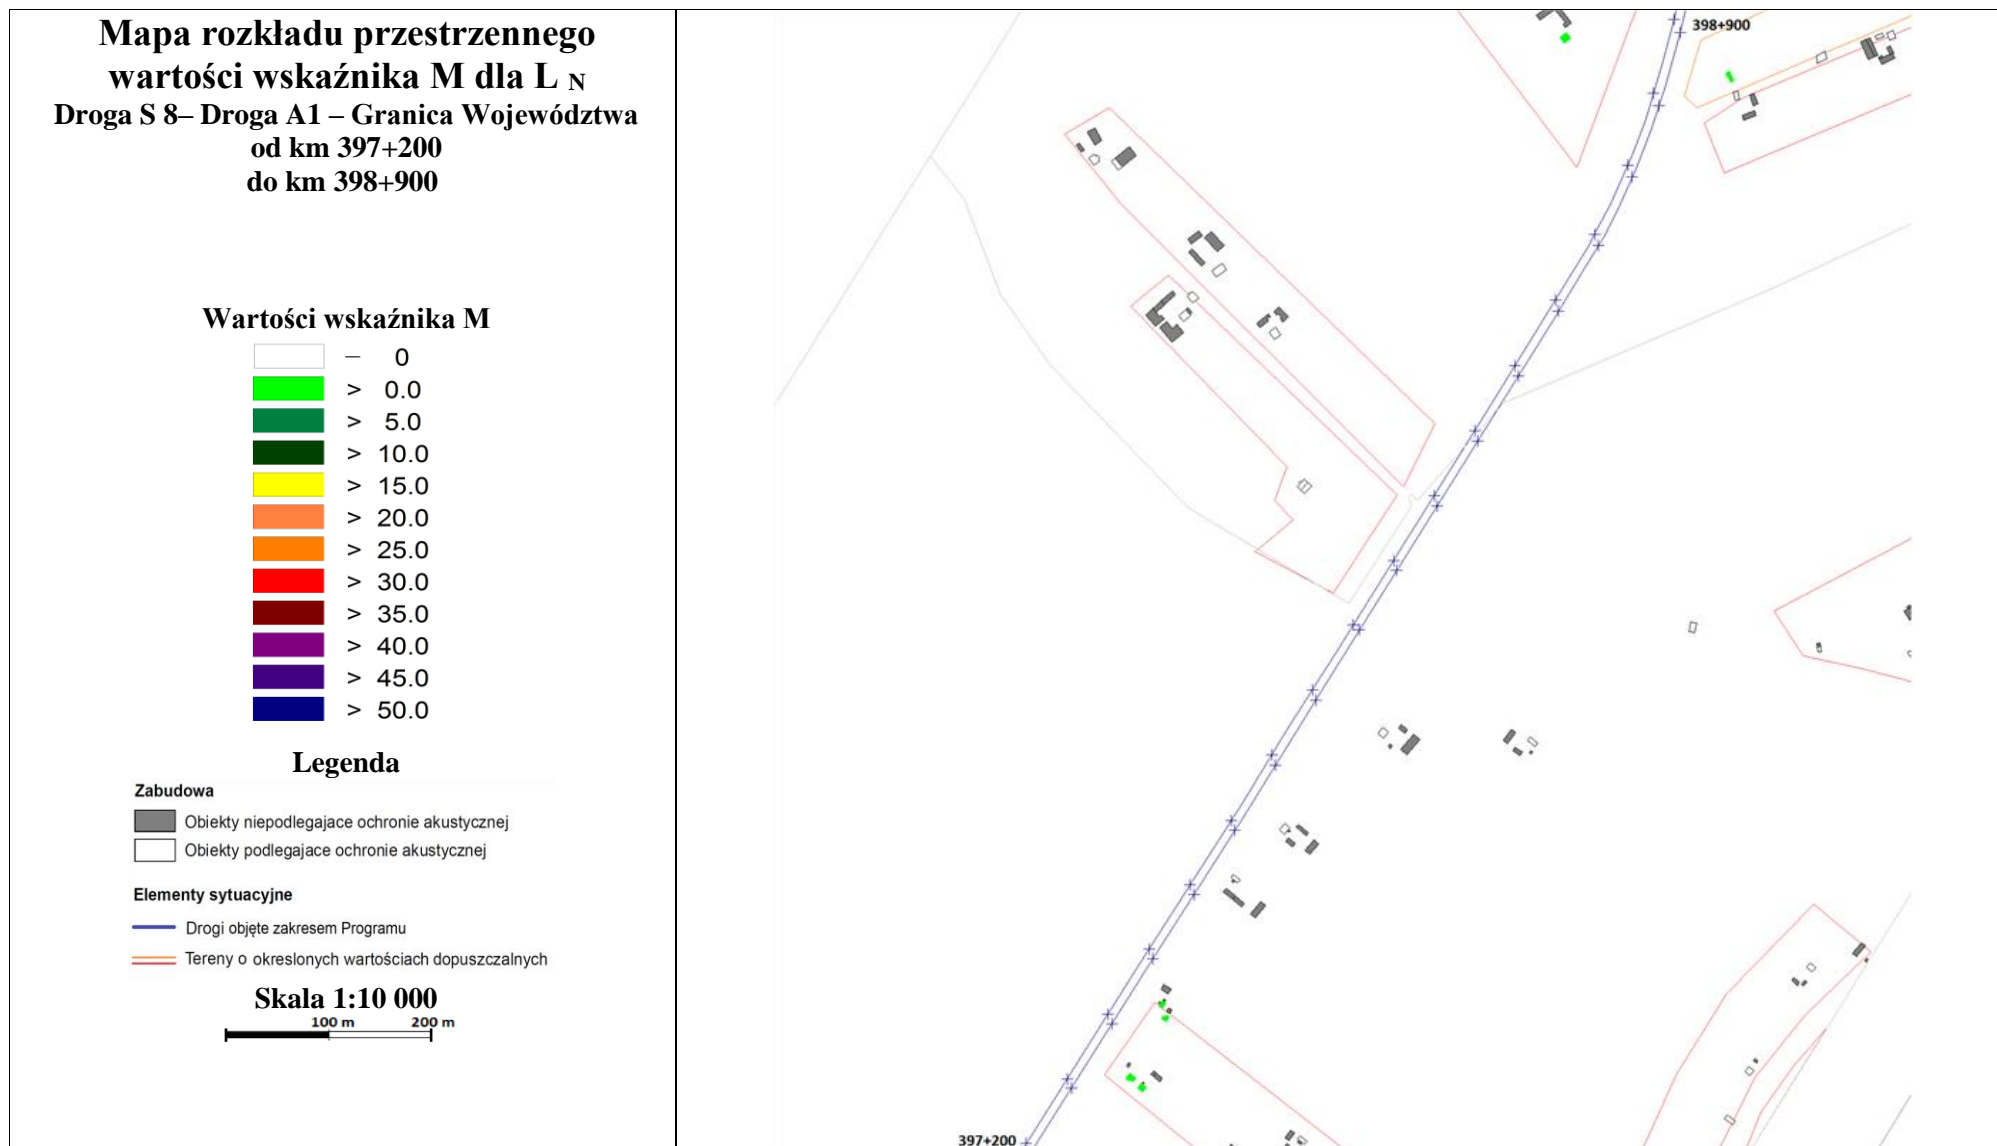 Mapa rozkładu przestrzennego
wartości wskaźnika M dla L N
Droga S 8– Droga A1 – Granica Województwa
od km 397+200
do km 398+900
Wartości wskaźnika M
– 0
> 0.0
> 5.0
> 10.0
> 15.0
> 20.0
> 25.0
> 30.0
> 35.0
> 40.0
> 45.0
> 50.0
Legenda
Zabudowa
Obiekty niepodlegajace ochronie akustycznej
Obiekty podlegajace ochronie akustycznej
Elementy sytuacyjne
Drogi objęte zakresem Programu
Tereny o okreslonych wartościach dopuszczalnych
Skala 1:10 000
100 m 200 m
398+900
397+200